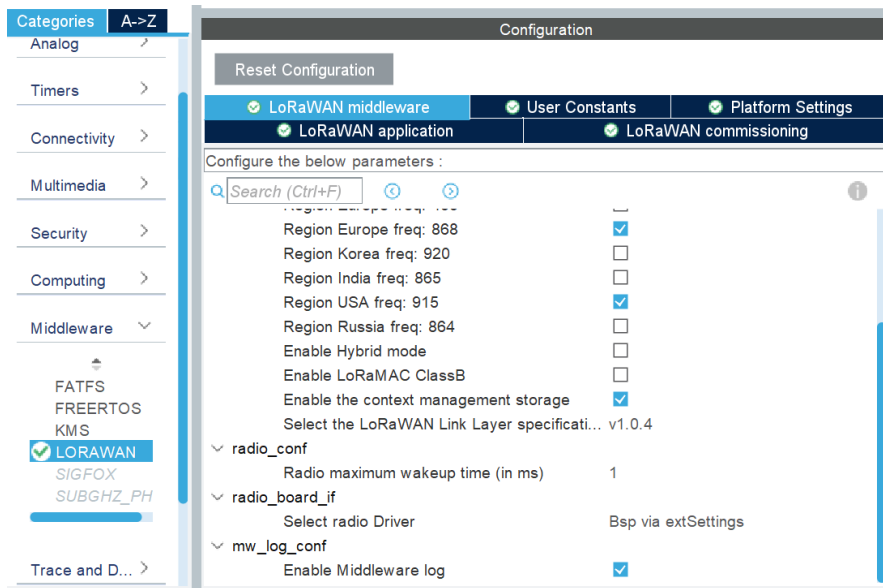 Categories A->Z
Analog
Timers
Connectivity
Multimedia
Security
Computing
Middleware
FATFS
FREERTOS
KMS
LORAWAN
SIGFOX
SUBGHZ_PH
Trace and D...
Configuration
Reset Configuration
LoRaWAN middleware User Constants Platform Settings
LoRaWAN application LoRaWAN commissioning
Configure the below parameters :
Search (Ctrl+F)
Region Europe freq:
Region Europe freq: 868
Region Korea freq: 920
Region India freq: 865
Region USA freq: 915
Region Russia freq: 864
Enable Hybrid mode
Enable LoRaMAC ClassB
Enable the context management storage
Select the LoRaWAN Link Layer specificati... v1.0.4
radio_conf
Radio maximum wakeup time (in ms) 1
radio_board_if
Select radio Driver Bsp via extSettings
mw_log_conf
Enable Middleware log